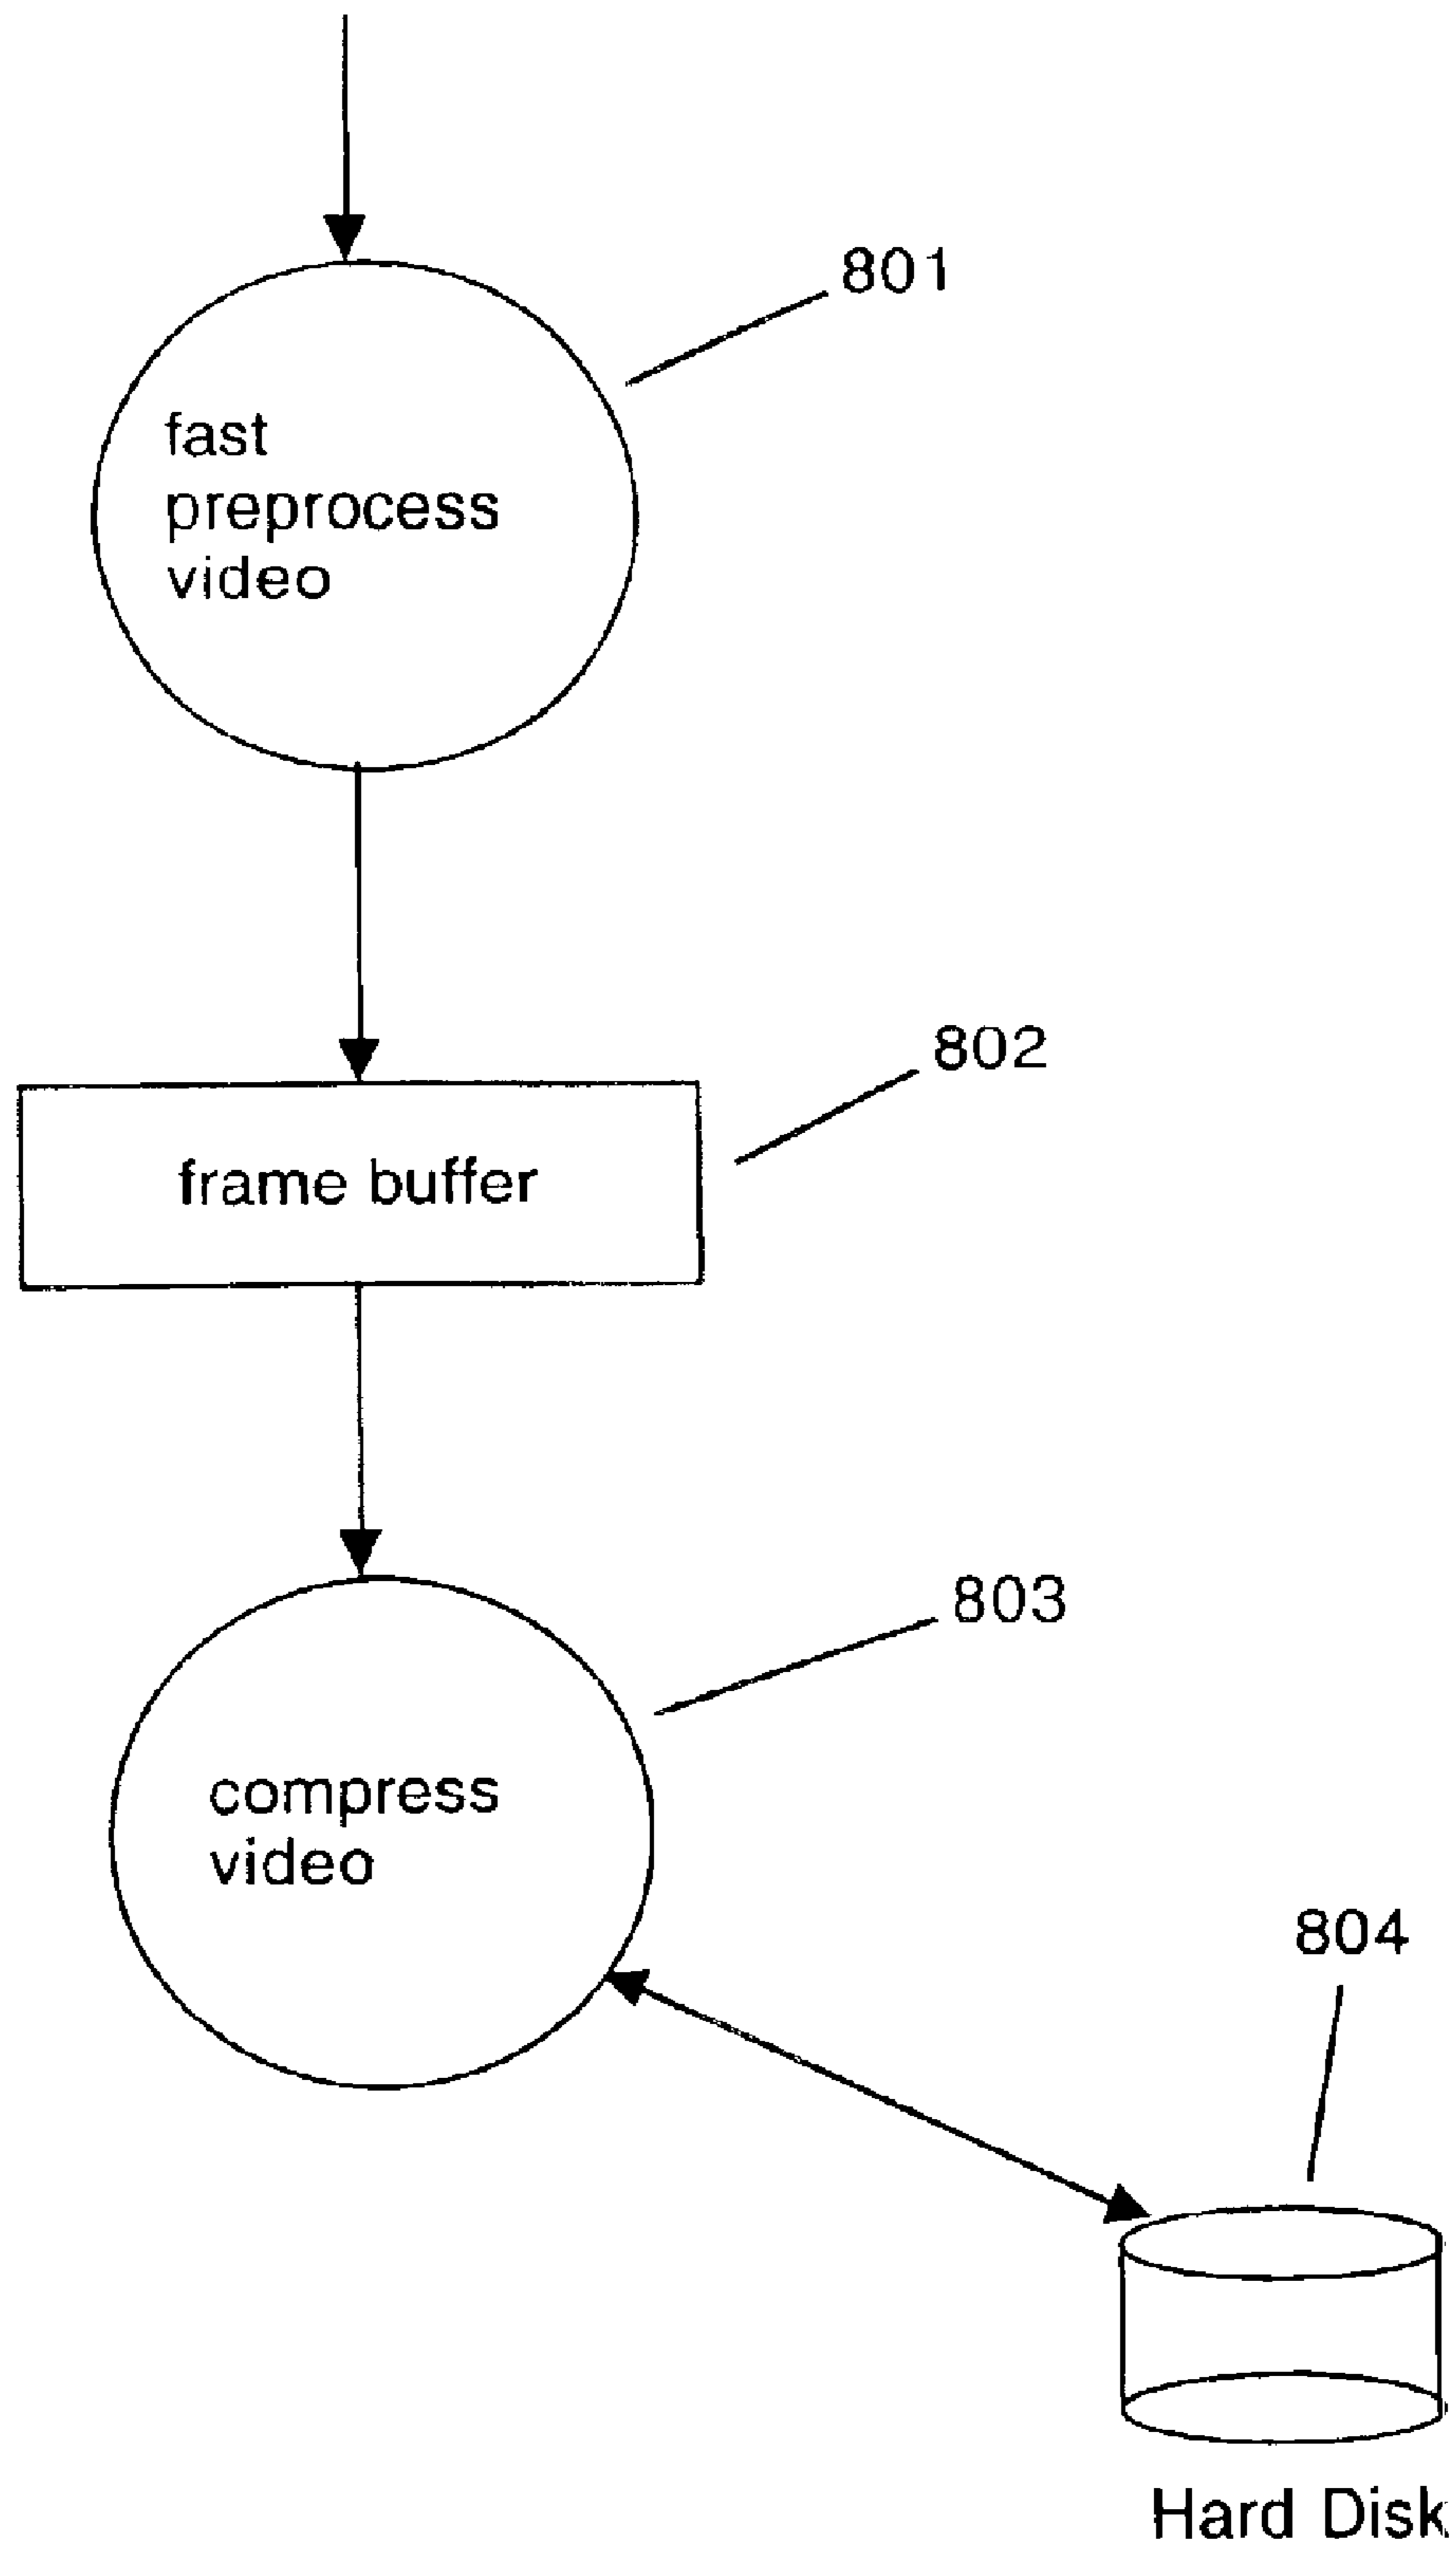 801
fast
preprocess
video
802
frame buffer
803
compress
video
804
Hard Disk